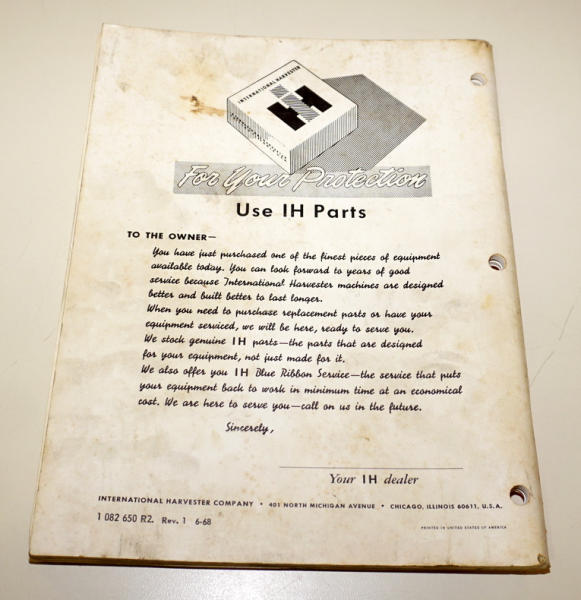 INTERNATIONAL HARVESTER
IH
For Your Protection
Use IH Parts
TO THE OWNER—
You have just purchased one of the finest pieces of equipment
available today. You can look forward to years of good
service because International Harvester machines are designed
better and built better to last longer.
When you need to purchase replacement parts or have your
equipment serviced, we will be here, ready to serve you.
We stock genuine IH parts—the parts that are designed
for your equipment, not just made for it.
We also offer you IH Blue Ribbon Service—the service that puts
your equipment back to work in minimum time at an economical
cost. We are here to serve you—call on us in the future.
Sincerely,
Your IH dealer
INTERNATIONAL HARVESTER COMPANY • 401 NORTH MICHIGAN AVENUE • CHICAGO, ILLINOIS 60611, U.S.A.
1 082 650 R2. Rev. 1 6-68
PRINTED IN UNITED STATES OF AMERICA